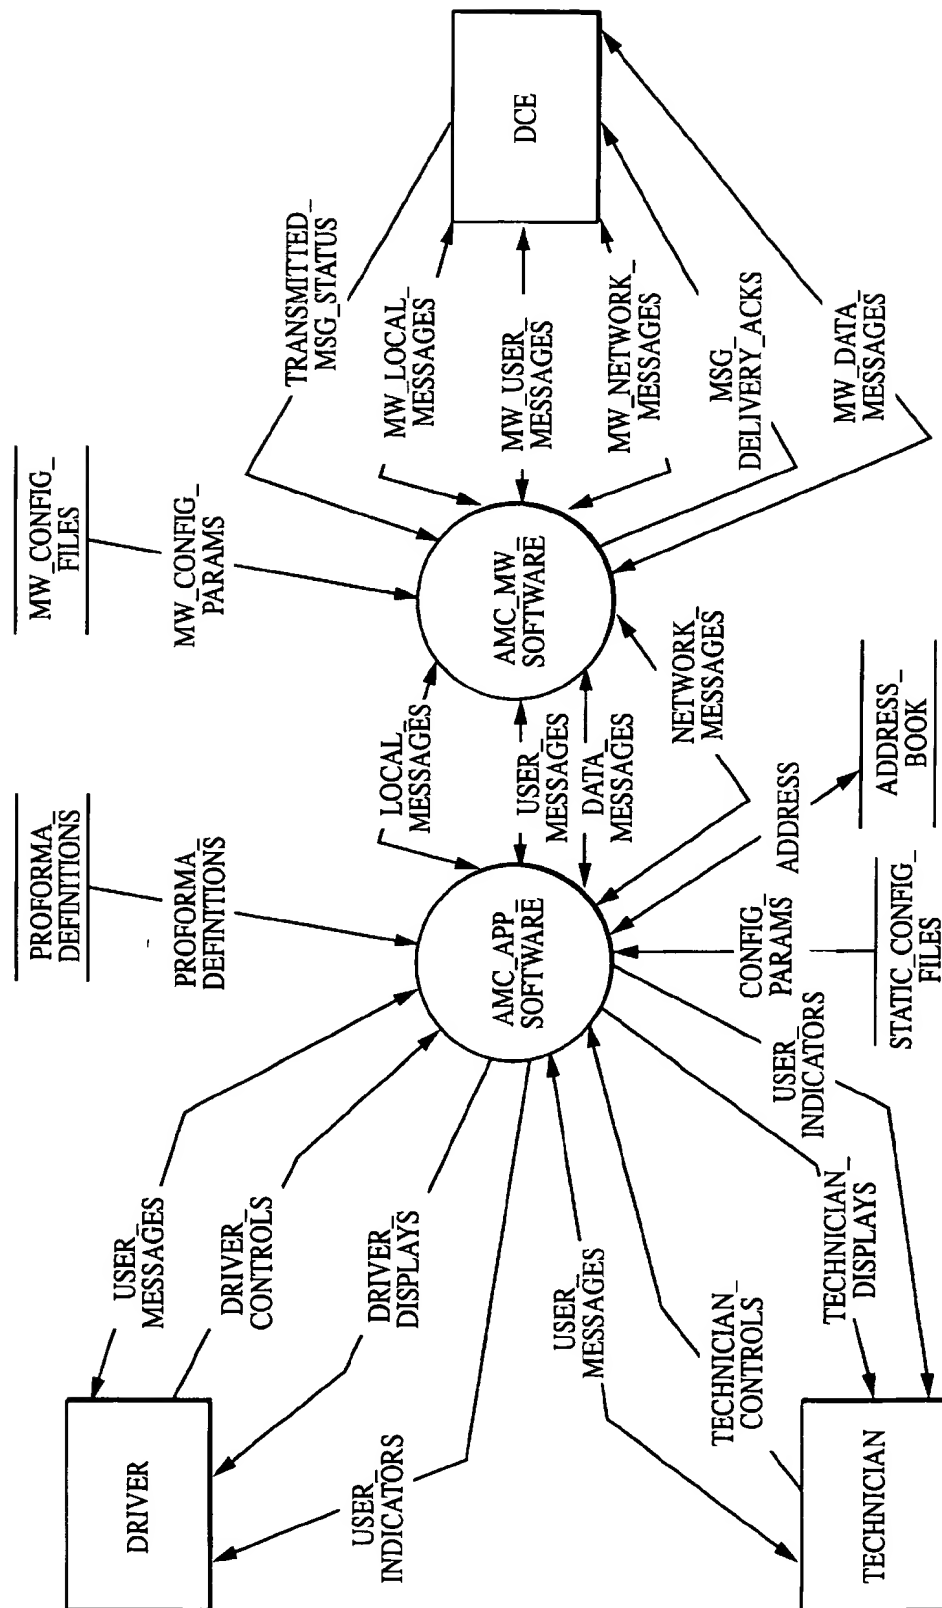 DRIVER
USER_
MESSAGES
DRIVER_
CONTROLS
DRIVER_
DISPLAYS
USER_
INDICATORS
USER_
MESSAGES
TECHNICIAN_
CONTROLS
TECHNICIAN_
DISPLAYS
USER_
INDICATORS
TECHNICIAN
PROFORMA_
DEFINITIONS
PROFORMA_
DEFINITIONS
AMC_APP_
SOFTWARE
CONFIG_
PARAMS
STATIC_CONFIG_
FILES
ADDRESS
ADDRESS_
BOOK
LOCAL_
MESSAGES
USER_
MESSAGES
DATA_
MESSAGES
NETWORK_
MESSAGES
MW_CONFIG_
FILES
MW_CONFIG_
PARAMS
AMC_MW_
SOFTWARE
TRANSMITTED_
MSG_STATUS
MW_LOCAL_
MESSAGES
MW_USER_
MESSAGES
MW_NETWORK_
MESSAGES
MSG_
DELIVERY_ACKS
MW_DATA_
MESSAGES
DCE